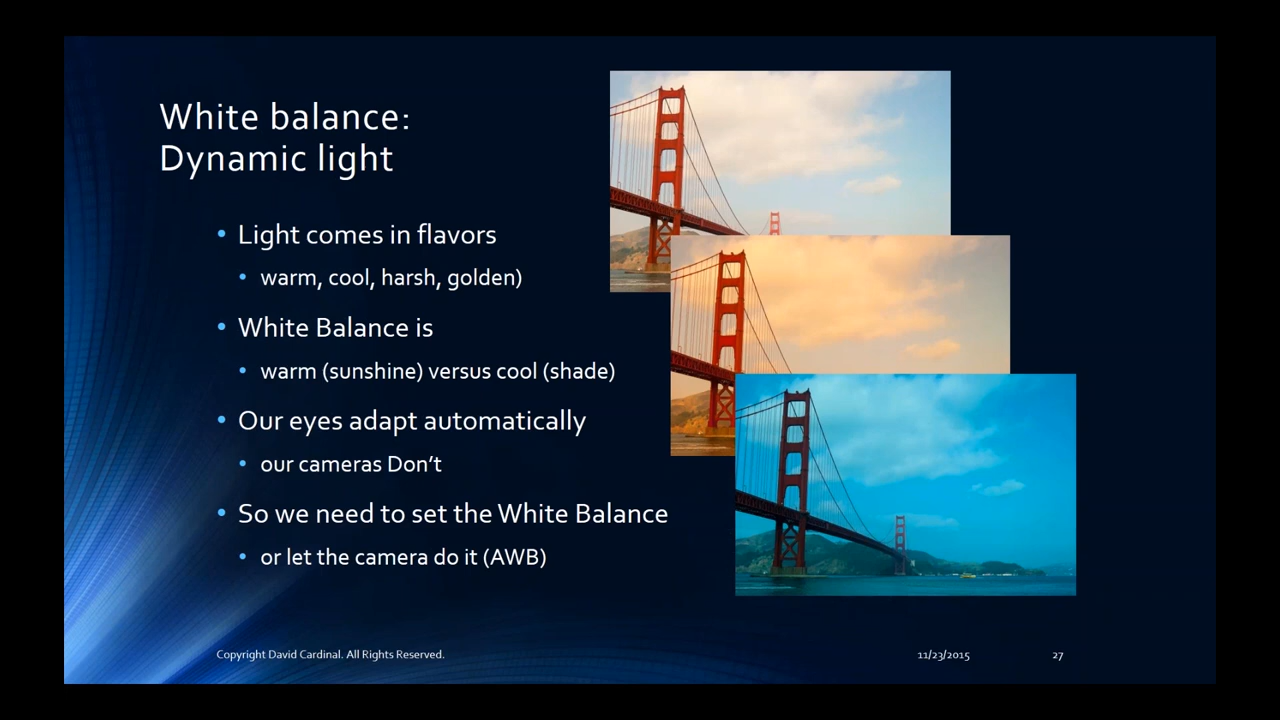 White balance:
Dynamic light
• Light comes in flavors
• warm, cool, harsh, golden)
• White Balance is
• warm (sunshine) versus cool (shade)
• Our eyes adapt automatically
• our cameras Don’t
• So we need to set the White Balance
• or let the camera do it (AWB)
Copyright David Cardinal. All Rights Reserved.
11/23/2015
27